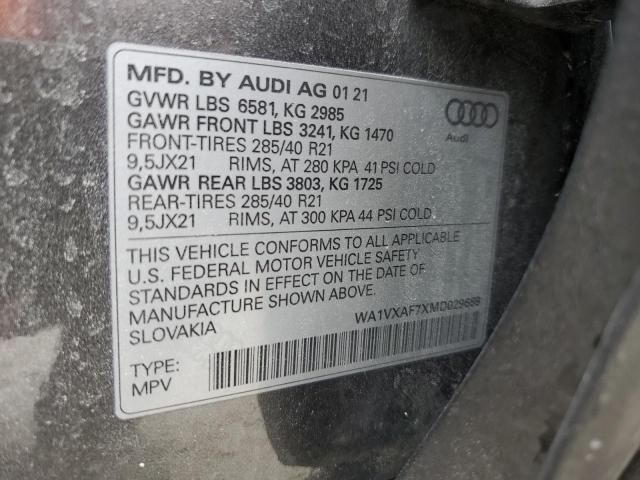 MFD. BY AUDI AG 01 21
GVWR LBS 6581, KG 2985
GAWR FRONT LBS 3241, KG 1470
FRONT-TIRES 285/40 R21
9,5JX21 RIMS, AT 280 KPA 41 PSI COLD
GAWR REAR LBS 3803, KG 1725
REAR-TIRES 285/40 R21
9,5JX21 RIMS, AT 300 KPA 44 PSI COLD
Audi
THIS VEHICLE CONFORMS TO ALL APPLICABLE
U.S. FEDERAL MOTOR VEHICLE SAFETY
STANDARDS IN EFFECT ON THE DATE OF
MANUFACTURE SHOWN ABOVE.
SLOVAKIA
WA1VXAF7XMD029688
TYPE:
MPV